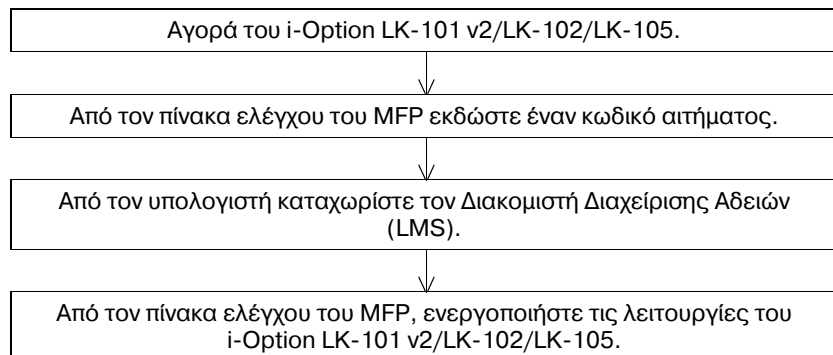 Αγορά του i-Option LK-101 v2/LK-102/LK-105.
Από τον πίνακα ελέγχου του MFP εκδώστε έναν κωδικό αιτήματος.
Από τον υπολογιστή καταχωρίστε τον Διακομιστή Διαχείρισης Αδειών
(LMS).
Από τον πίνακα ελέγχου του MFP, ενεργοποιήστε τις λειτουργίες του
i-Option LK-101 v2/LK-102/LK-105.